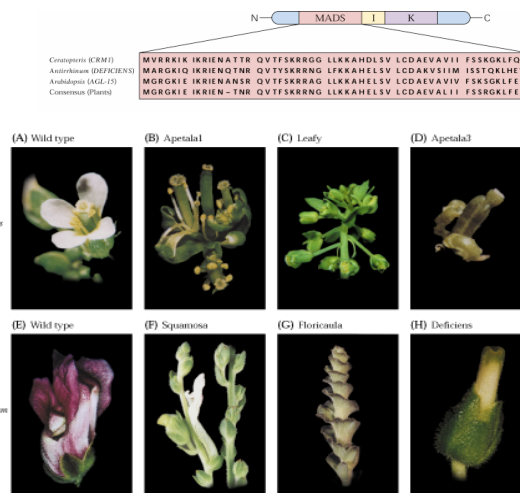 N
MADS
I
K
C
Ceratopteris (CRM1) MVRRKIK IKRIENATTR QVTFSKRRGG LLKKAHDLSV LCDAEVAVII FSSKGKLFQ
Antirrhinum (DEFICIENS) MARGKIQ IKRIENQTNR QVTYSKRRNG LFKKAHELSV LCDAKVSIIM ISSTQKLHE
Arabidopsis (AGL-15) MGRGKIE IKRIENANSR QVTFSKRRAG LLKKAHELSV LCDAEVAVIV FSKSGKLFE
Consensus (Plants) MGRGKIE IKRIEN–TNR QVTFSKRRNG LLKKAHELSV LCDAEVALII FSSRGKLFE
(A) Wild type
(B) Apetala1
(C) Leafy
(D) Apetala3
(E) Wild type
(F) Squamosa
(G) Floricaula
(H) Deficiens